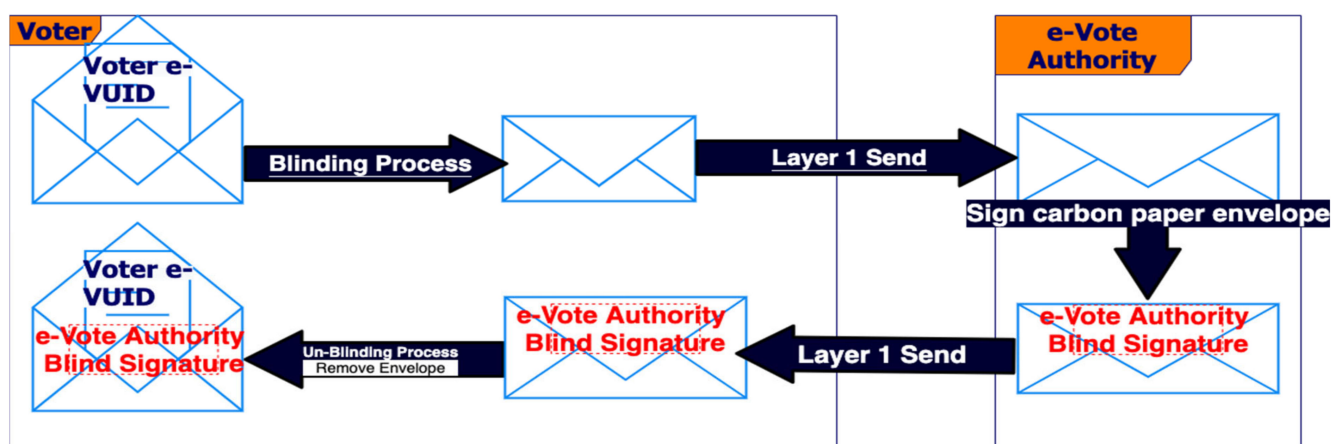 Voter
e-Vote
Authority
Voter e-
VUID
Blinding Process
Layer 1 Send
Sign carbon paper envelope
Voter e-
VUID
e-Vote Authority
Blind Signature
Un-Blinding Process
Remove Envelope
e-Vote Authority
Blind Signature
Layer 1 Send
e-Vote Authority
Blind Signature